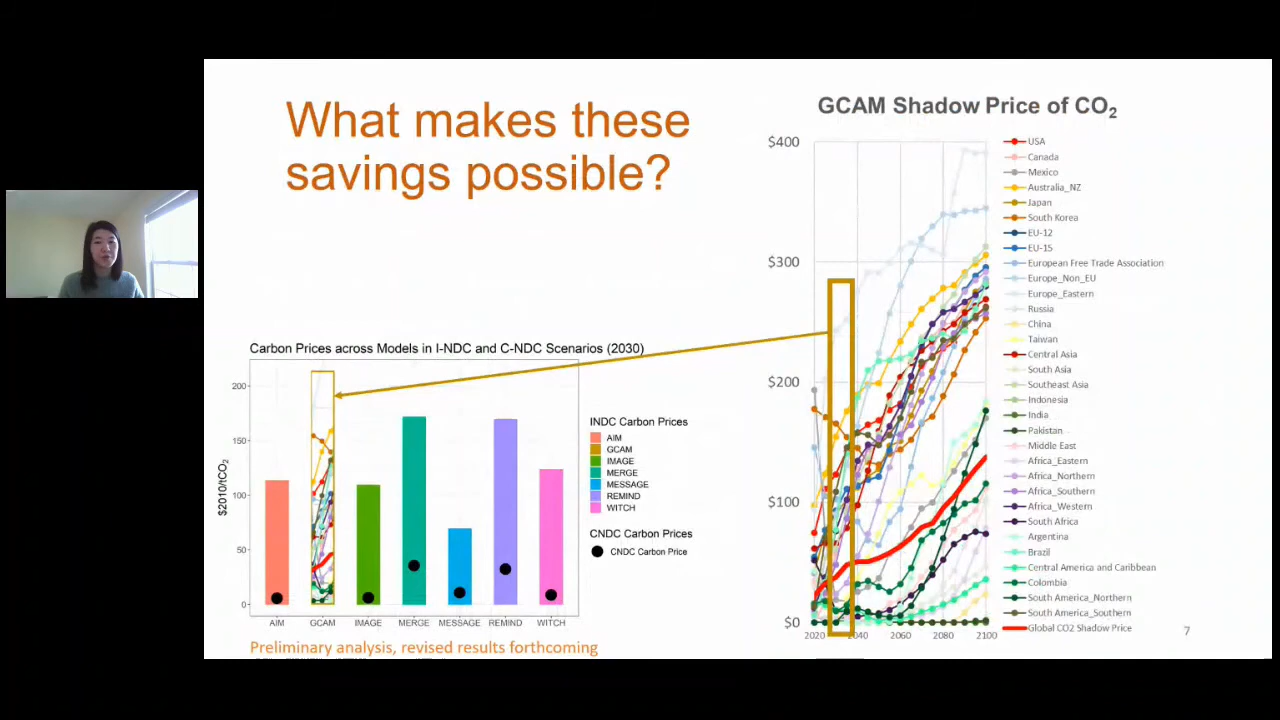 What makes these
savings possible?
Carbon Prices across Models in I-NDC and C-NDC Scenarios (2030)
$2010/tCO2
200
150
100
50
0
AIM
GCAM
IMAGE
MERGE
MESSAGE
REMIND
WITCH
INDC Carbon Prices
AIM
GCAM
IMAGE
MERGE
MESSAGE
REMIND
WITCH
CNDC Carbon Prices
CNDC Carbon Price
Preliminary analysis, revised results forthcoming
GCAM Shadow Price of CO2
$400
$300
$200
$100
$0
2020
2040
2060
2080
2100
USA
Canada
Mexico
Australia_NZ
Japan
South Korea
EU-12
EU-15
European Free Trade Association
Europe_Non_EU
Europe_Eastern
Russia
China
Taiwan
Central Asia
South Asia
Southeast Asia
Indonesia
India
Pakistan
Middle East
Africa_Eastern
Africa_Northern
Africa_Southern
Africa_Western
South Africa
Argentina
Brazil
Central America and Caribbean
Colombia
South America_Northern
South America_Southern
Global CO2 Shadow Price
7